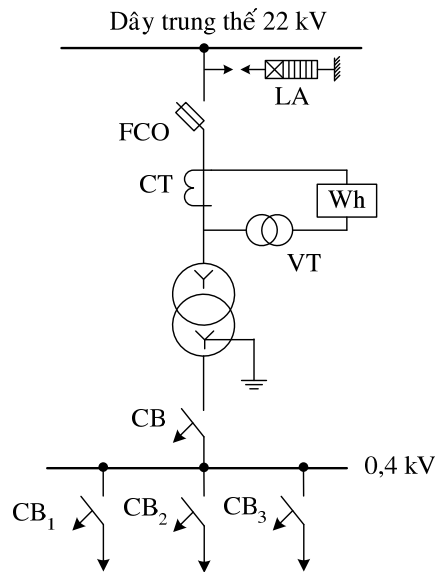 Dây trung thế 22 kV
LA
FCO
CT
Wh
VT
CB
0,4 kV
CB1
CB2
CB3